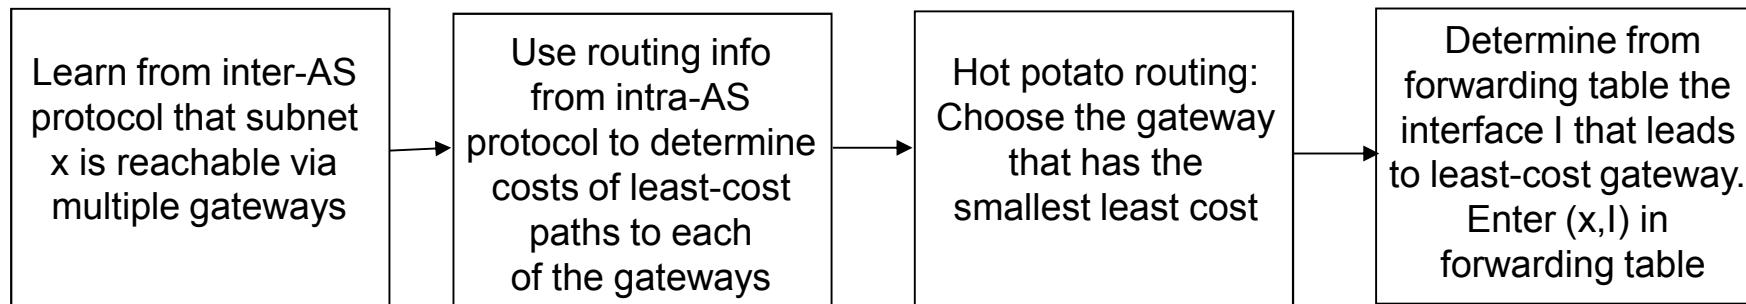 Learn from inter-AS
protocol that subnet
x is reachable via
multiple gateways
Use routing info
from intra-AS
protocol to determine
costs of least-cost
paths to each
of the gateways
Hot potato routing:
Choose the gateway
that has the
smallest least cost
Determine from
forwarding table the
interface I that leads
to least-cost gateway.
Enter (x,I) in
forwarding table